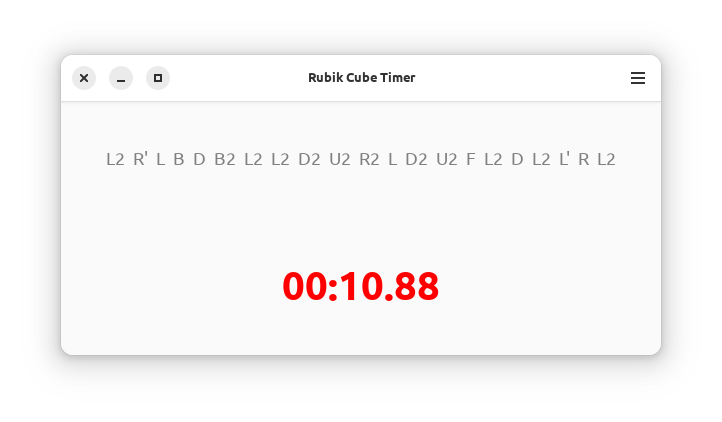 Rubik Cube Timer
L2 R' L B D B2 L2 L2 D2 U2 R2 L D2 U2 F L2 D L2 L' R L2
00:10.88